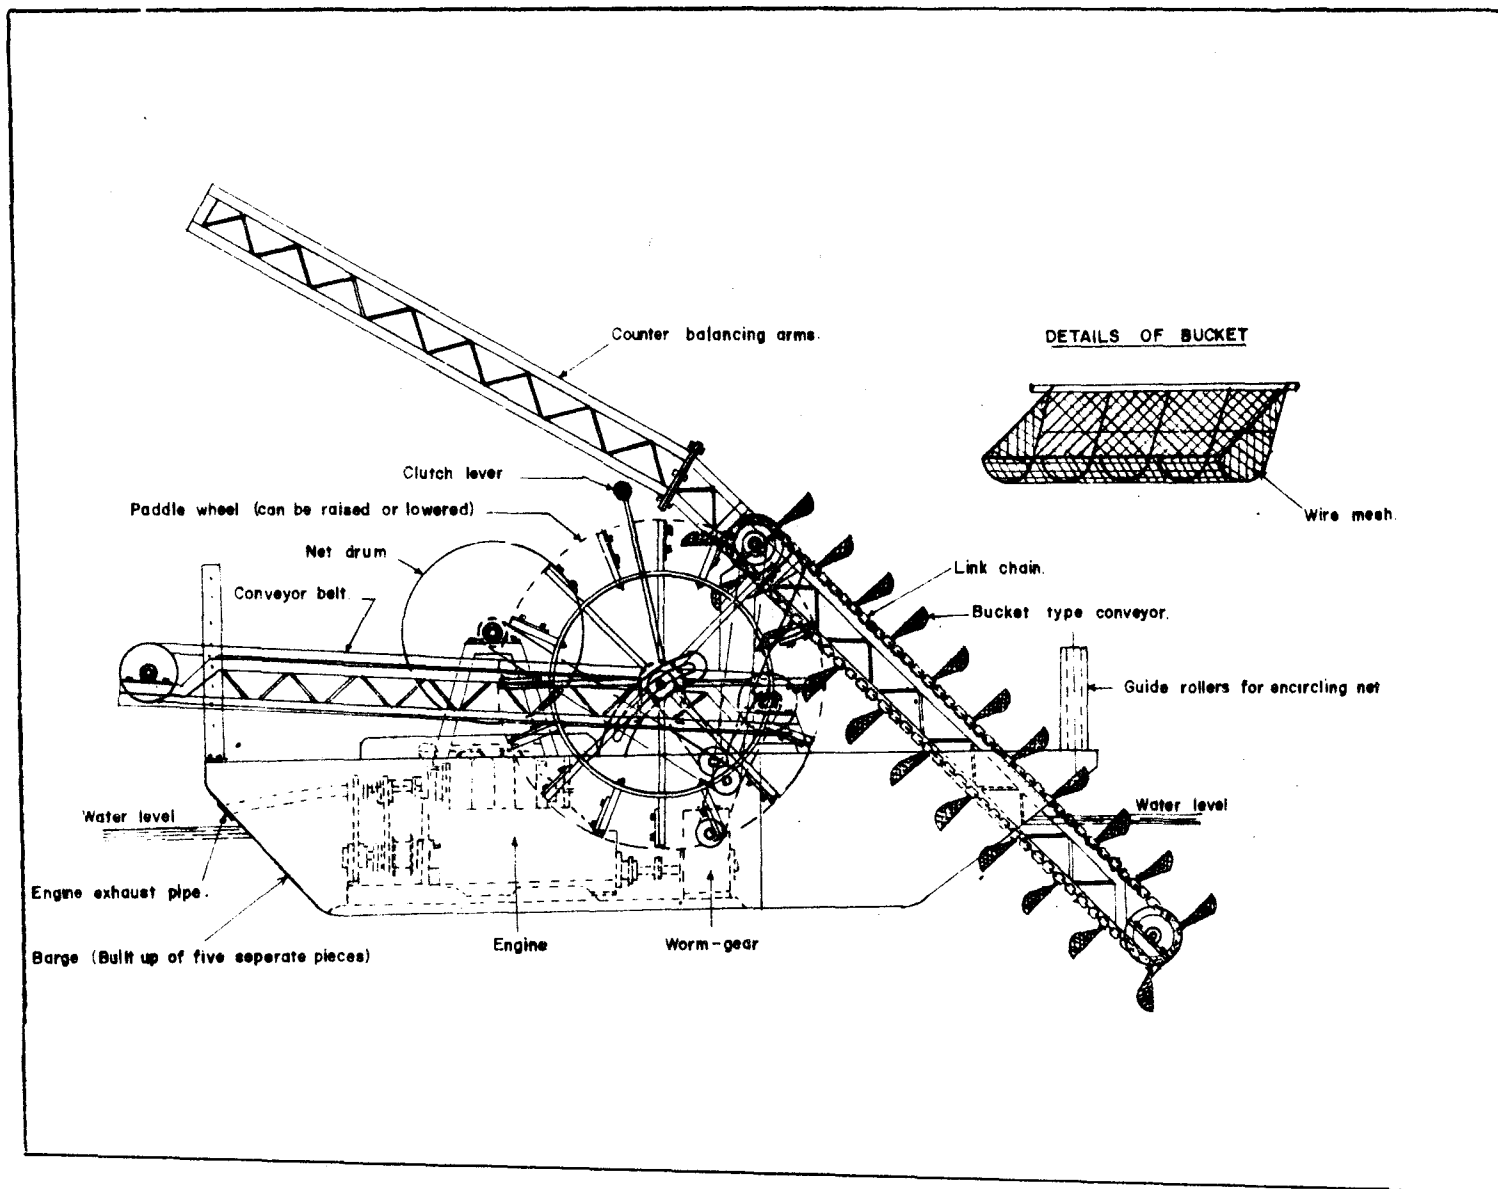 Counter balancing arms.
DETAILS OF BUCKET
Clutch lever
Paddle wheel (can be raised or lowered)
Wire mesh.
Net drum
Link chain.
Conveyor belt.
Bucket type conveyor.
Guide rollers for encircling net
Water level
Water level
Engine exhaust pipe.
Engine
Worm-gear
Barge (Built up of five seperate pieces)